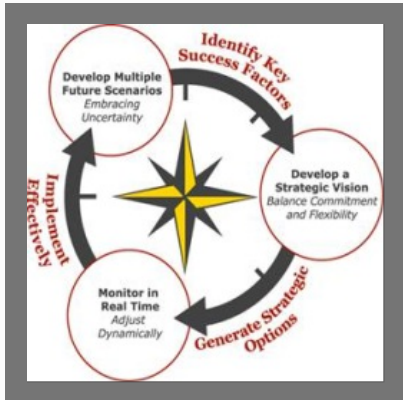 Identify Key
Success Factors
Develop Multiple
Future Scenarios
Embracing
Uncertainty
Develop a
Strategic Vision
Balance Commitment
and Flexibility
Generate Strategic
Options
Monitor in
Real Time
Adjust
Dynamically
Implement
Effectively